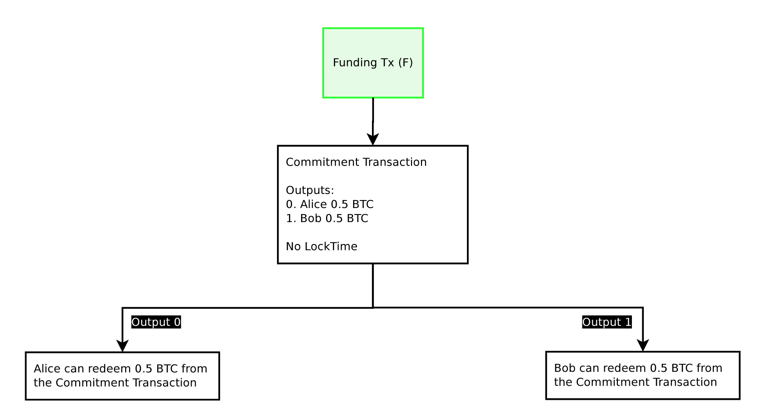 Funding Tx (F)
Commitment Transaction
Outputs:
0. Alice 0.5 BTC
1. Bob 0.5 BTC
No LockTime
Output 0
Output 1
Alice can redeem 0.5 BTC from
the Commitment Transaction
Bob can redeem 0.5 BTC from
the Commitment Transaction